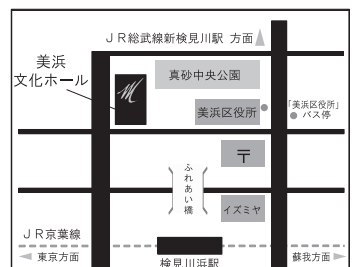 JR総武線新検見川駅 方面
美浜
文化ホール
真砂中央公園
美浜区役所
「美浜区役所」
バス停
〒
ふれあい橋
イズミヤ
JR京葉線
東京方面
検見川浜駅
蘇我方面